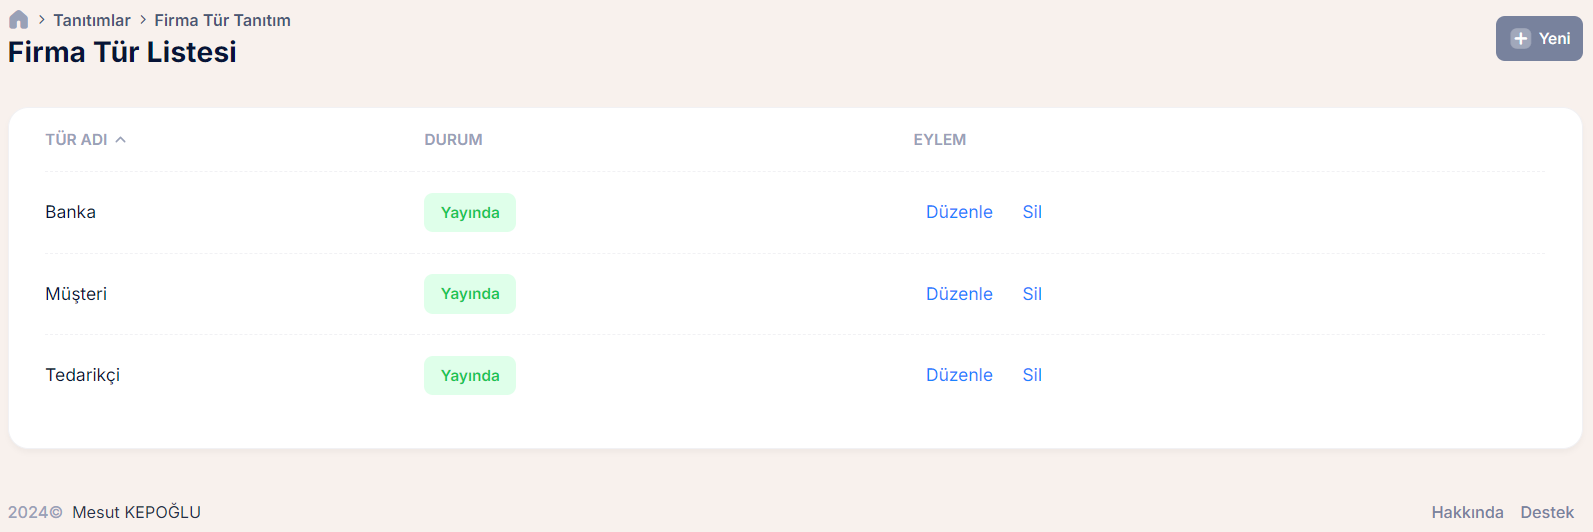 Tanıtımlar > Firma Tür Tanıtım
Firma Tür Listesi
Yeni
TÜR ADI DURUM EYLEM
Banka Yayında Düzenle Sil
Müşteri Yayında Düzenle Sil
Tedarikçi Yayında Düzenle Sil
2024© Mesut KEPOĞLU Hakkında Destek